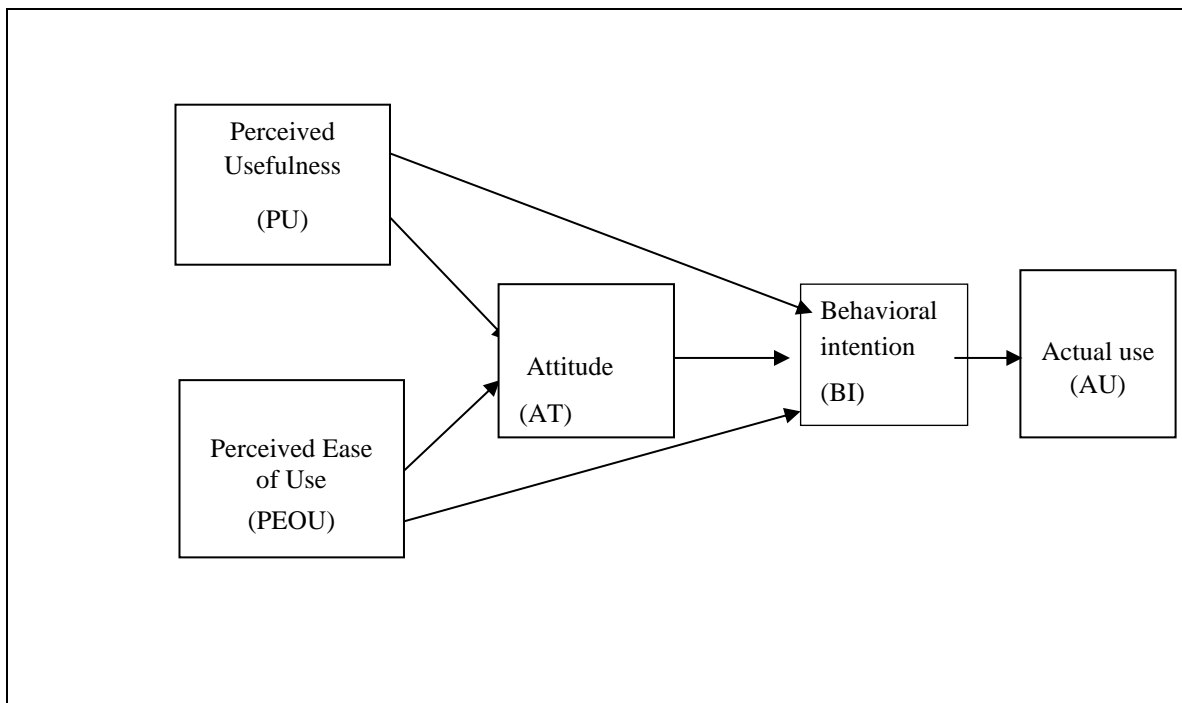 Perceived
Usefulness
(PU)
Attitude
(AT)
Perceived Ease
of Use
(PEOU)
Behavioral
intention
(BI)
Actual use
(AU)